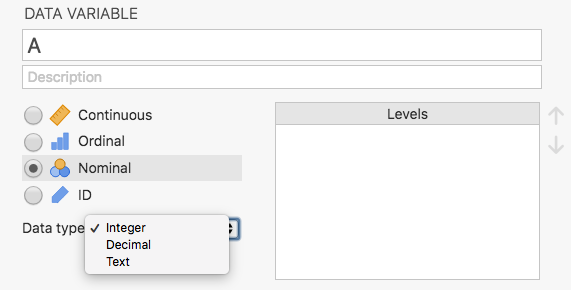 DATA VARIABLE
A
Description
Continuous
Ordinal
Nominal
ID
Data type
Integer
Decimal
Text
Levels